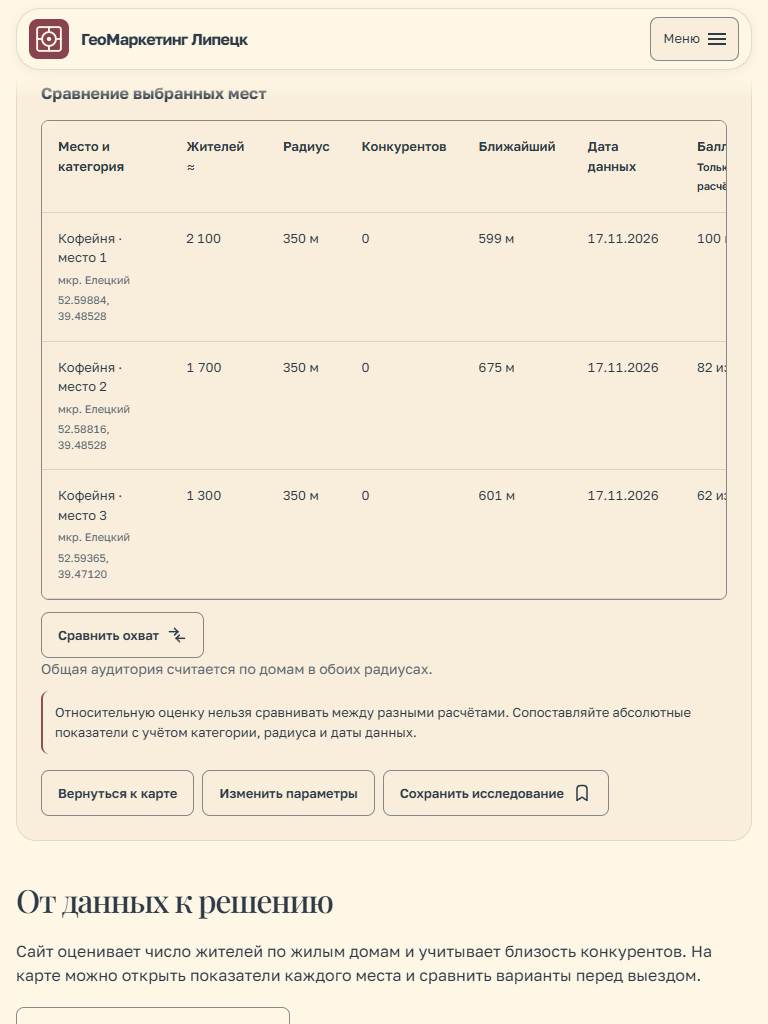 ГеоМаркетинг Липецк
Меню
Сравнение выбранных мест
Место и категория Жителей ≈ Радиус Конкурентов Ближайший Дата данных
Кофейня · место 1 2 100 350 м 0 599 м 17.11.2026 100
мкр. Елецкий
52.59884,
39.48528
Кофейня · место 2 1 700 350 м 0 675 м 17.11.2026 82 из
мкр. Елецкий
52.58816,
39.48528
Кофейня · место 3 1 300 350 м 0 601 м 17.11.2026 62 из
мкр. Елецкий
52.59365,
39.47120
Сравнить охват
Общая аудитория считается по домам в обоих радиусах.
Относительную оценку нельзя сравнивать между разными расчётами. Сопоставляйте абсолютные
показатели с учётом категории, радиуса и даты данных.
Вернуться к карте Изменить параметры Сохранить исследование
От данных к решению
Сайт оценивает число жителей по жилым домам и учитывает близость конкурентов. На
карте можно открыть показатели каждого места и сравнить варианты перед выездом.